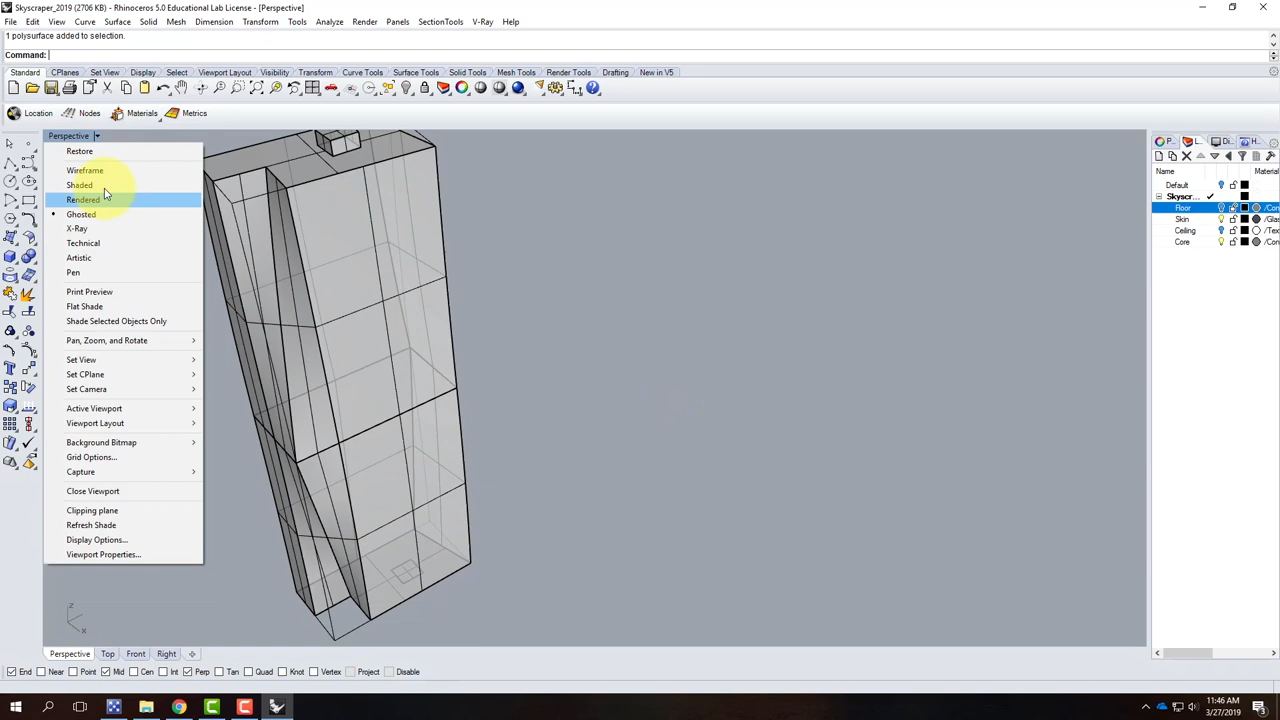 Skyscraper_2019 (2706 KB) - Rhinoceros 5.0 Educational Lab License - [Perspective]
File Edit View Curve Surface Solid Mesh Dimension Transform Tools Analyze Render Panels SectionTools V-Ray Help
1 polysurface added to selection.
Command:
Standard CPlanes Set View Display Select Viewport Layout Visibility Transform Curve Tools Surface Tools Solid Tools Mesh Tools Render Tools Drafting New in V5
Location Nodes Materials Metrics
Perspective
P... L... Di... H...
Restore
Name Material
Wireframe
Shaded
Default
Rendered
Skyscr...
Ghosted
Floor /Con
X-Ray
Skin /Gla
Technical
Ceiling /Tex
Artistic
Core /Con
Pen
Print Preview
Flat Shade
Shade Selected Objects Only
Pan, Zoom, and Rotate
Set View
Set CPlane
Set Camera
Active Viewport
Viewport Layout
Background Bitmap
Grid Options...
Capture
Close Viewport
Clipping plane
Refresh Shade
Display Options...
Viewport Properties...
z
x
Perspective Top Front Right
End Near Point Mid Cen Int Perp Tan Quad Knot Vertex Project Disable
11:46 AM
3/27/2019
3